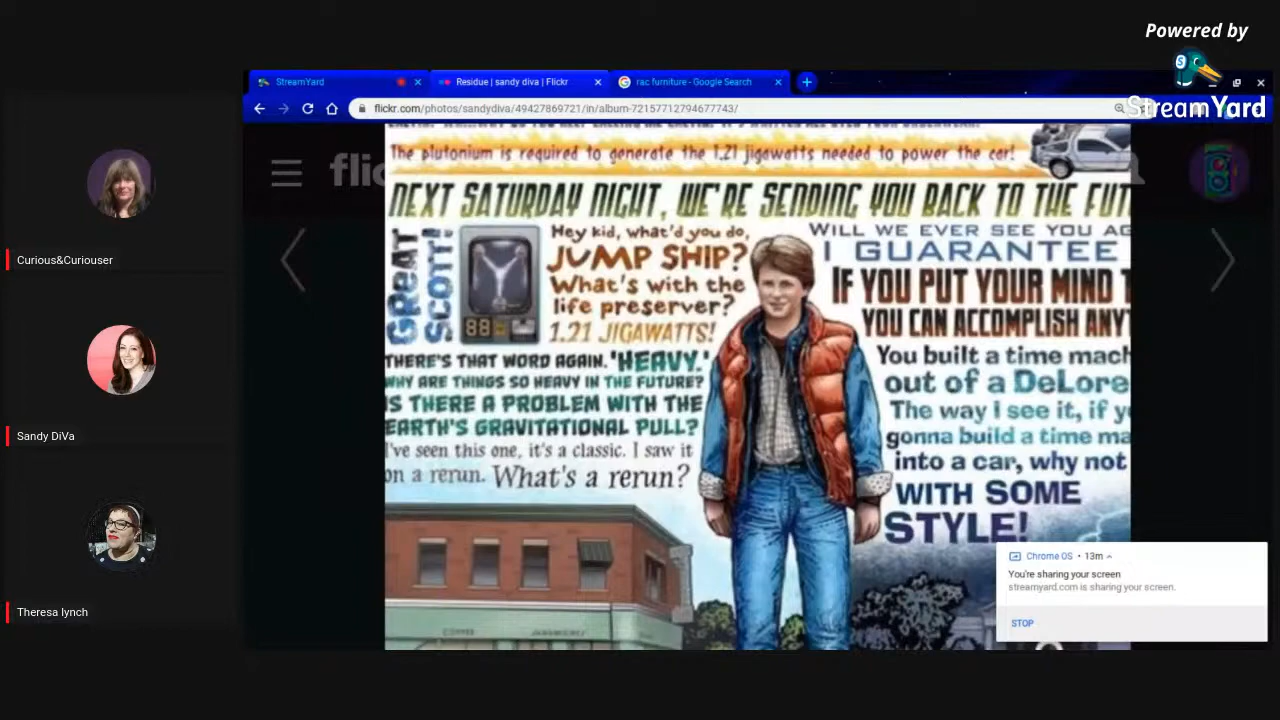 Powered by
StreamYard
StreamYard
Residue | sandy diva | Flickr
rac furniture - Google Search
flickr.com/photos/sandydiva/49427869721/in/album-72157712794677743/
The plutonium is required to generate the 1.21 jigawatts needed to power the car!
flic
NEXT SATURDAY NIGHT, WE'RE SENDING YOU BACK TO THE FUT
GREAT
SCOTT!
88
Hey kid, what'd you do,
JUMP SHIP?
What's with the
life preserver?
1.21 JIGAWATTS!
THERE'S THAT WORD AGAIN. "HEAVY."
WHY ARE THINGS SO HEAVY IN THE FUTURE?
IS THERE A PROBLEM WITH THE
EARTH'S GRAVITATIONAL PULL?
I've seen this one, it's a classic. I saw it
on a rerun. What's a rerun?
WILL WE EVER SEE YOU AG
I GUARANTEE
IF YOU PUT YOUR MIND T
YOU CAN ACCOMPLISH ANY
You built a time mach
out of a DeLore
The way I see it, if y
gonna build a time ma
into a car, why not
WITH SOME
STYLE!
Curious&Curiouser
Sandy DiVa
Theresa lynch
Chrome OS • 13m
You're sharing your screen
streamyard.com is sharing your screen.
STOP